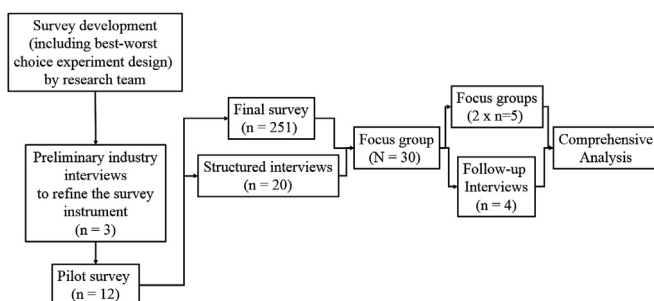 Survey development
(including best-worst
choice experiment design)
by research team
Preliminary industry
interviews
to refine the survey
instrument
(n = 3)
Pilot survey
(n = 12)
Final survey
(n = 251)
Structured interviews
(n = 20)
Focus group
(N = 30)
Focus groups
(2 x n=5)
Follow-up
Interviews
(n = 4)
Comprehensive
Analysis